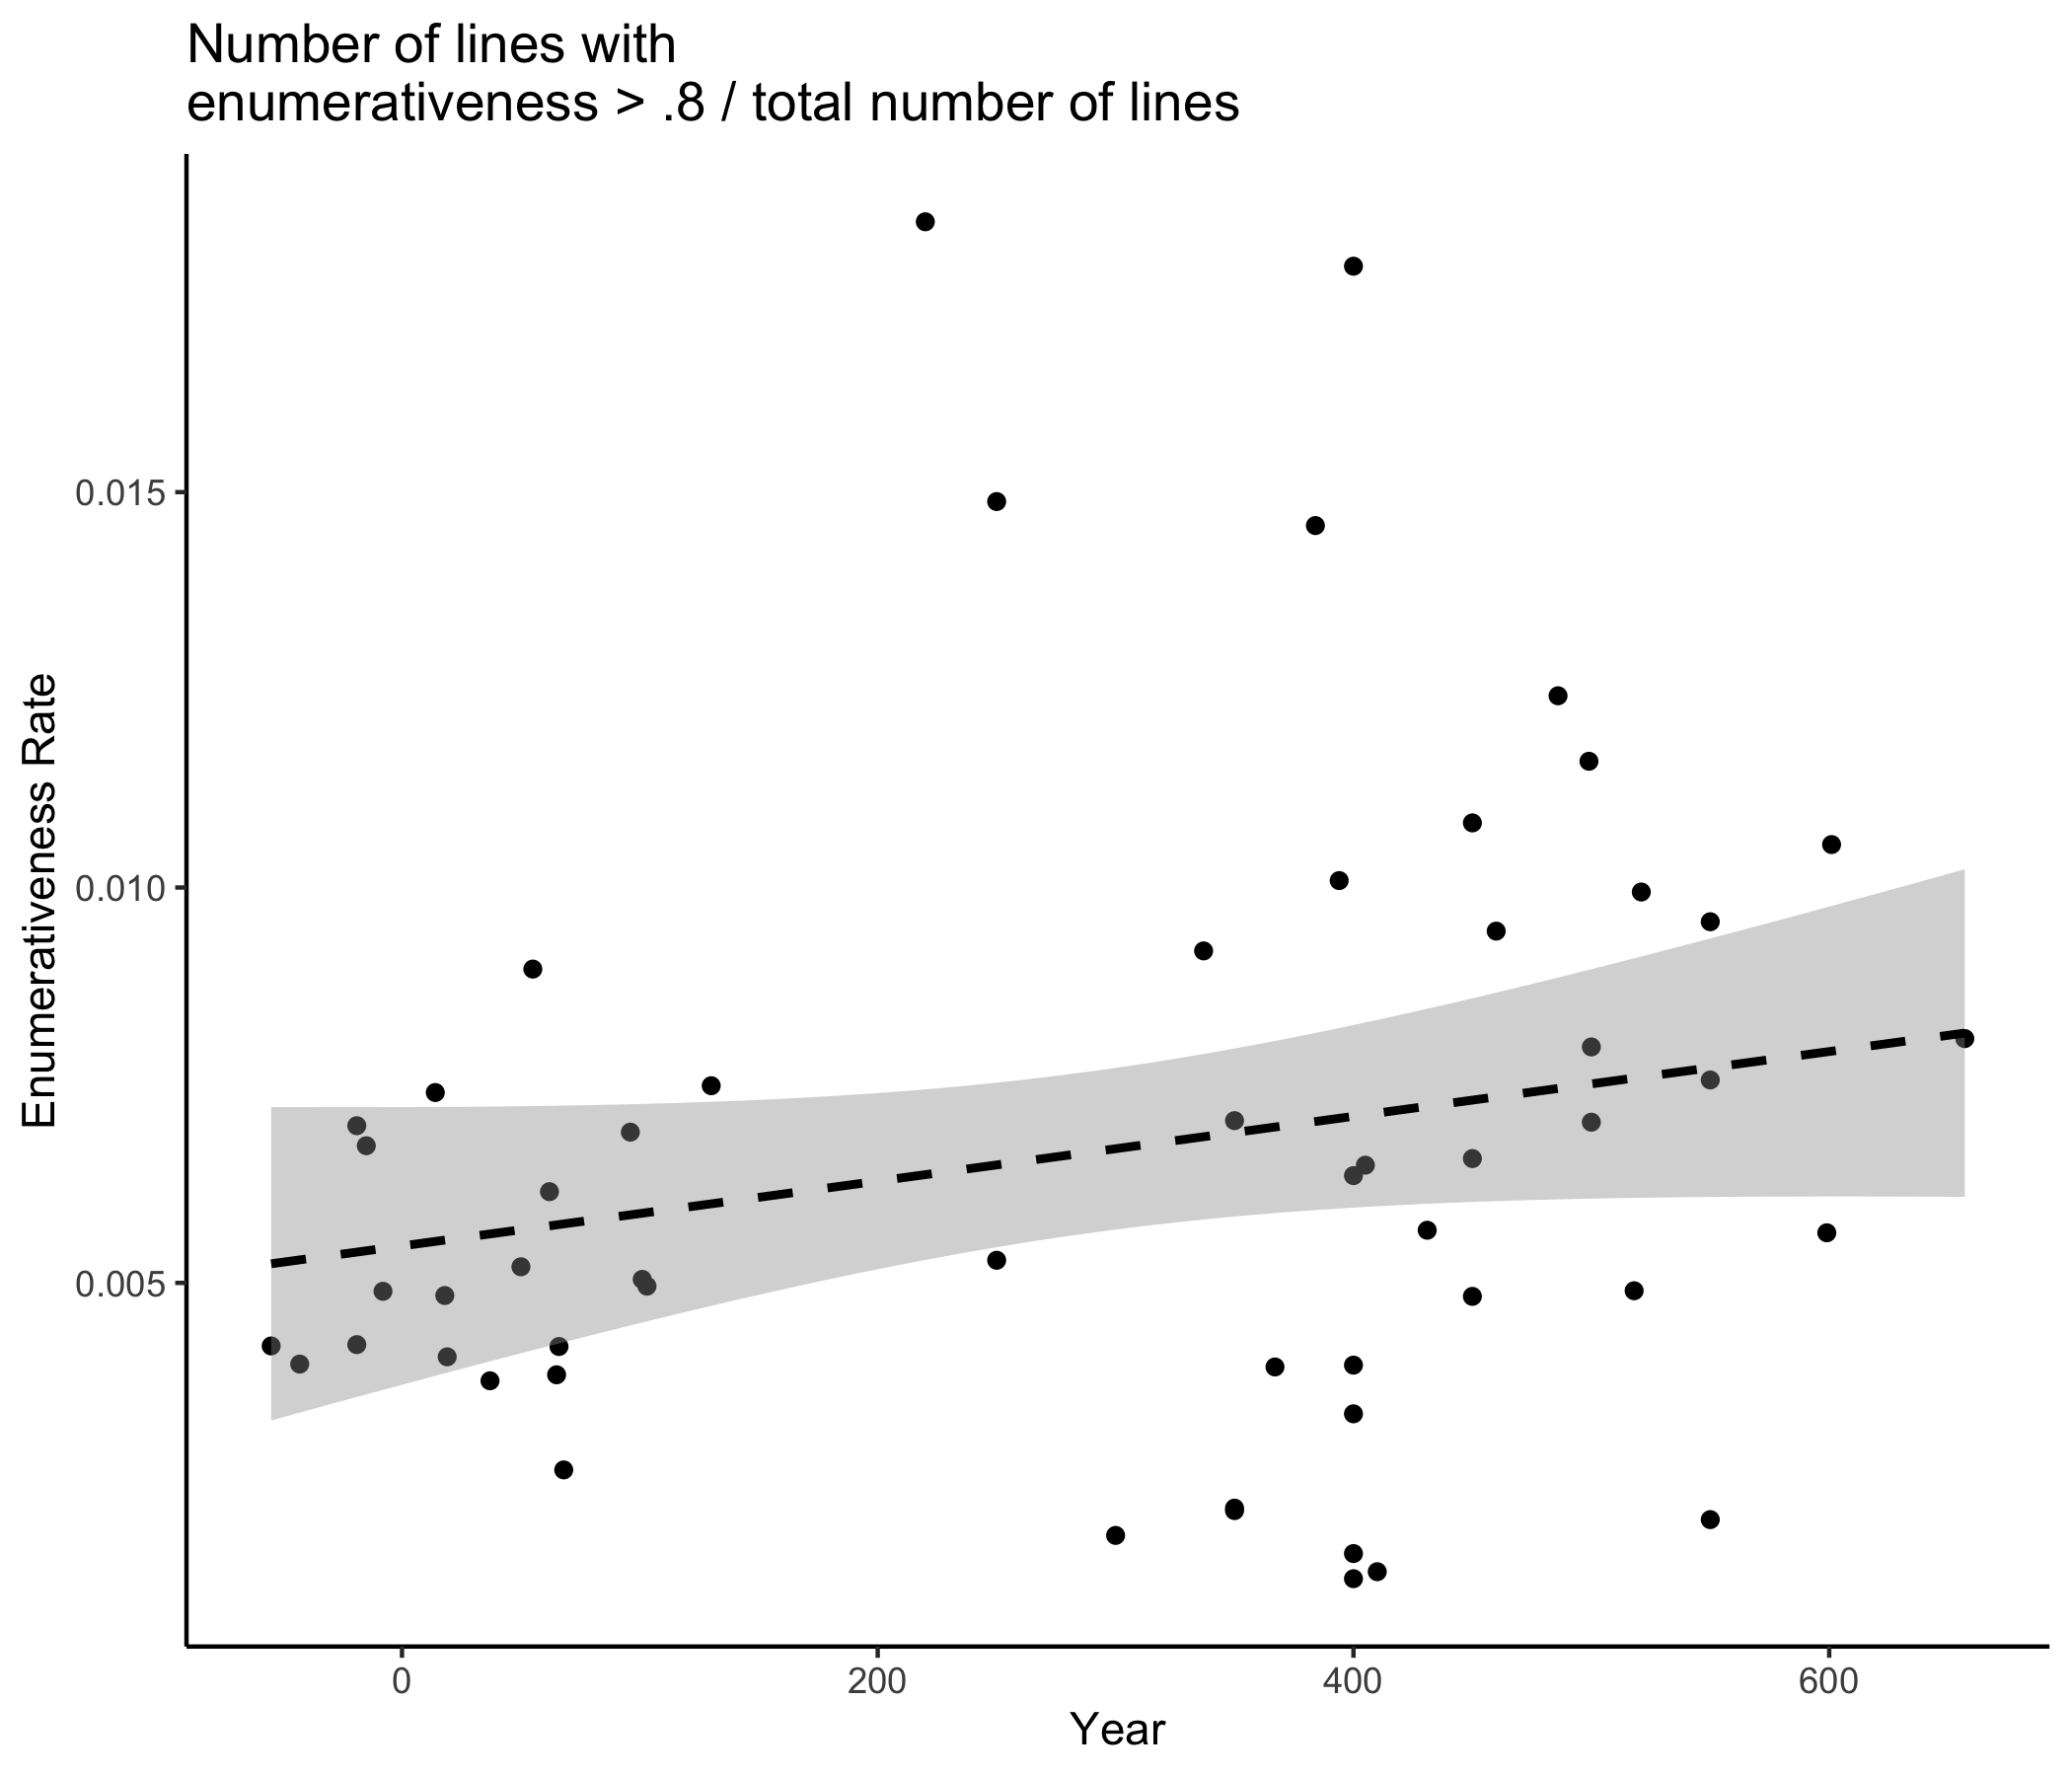 Number of lines with
enumerativeness > .8 / total number of lines
Enumerativeness Rate
0.015
0.010
0.005
0
200
400
600
Year